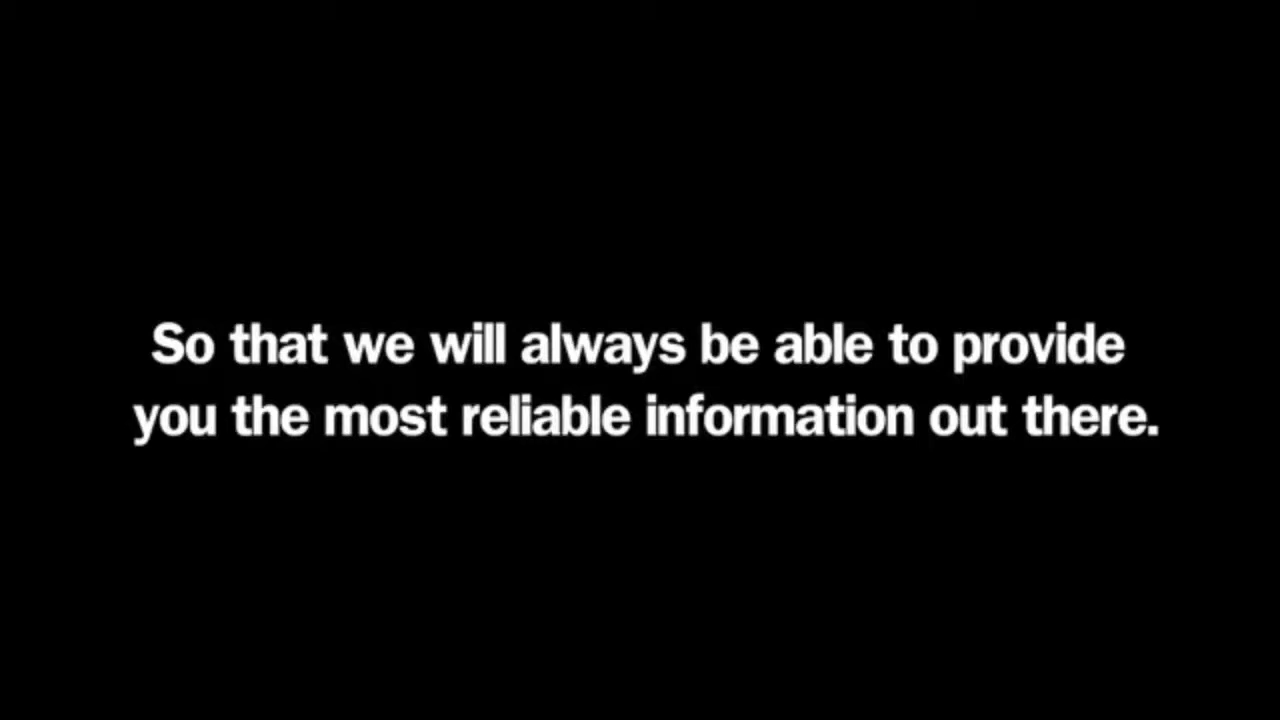 So that we will always be able to provide
you the most reliable information out there.